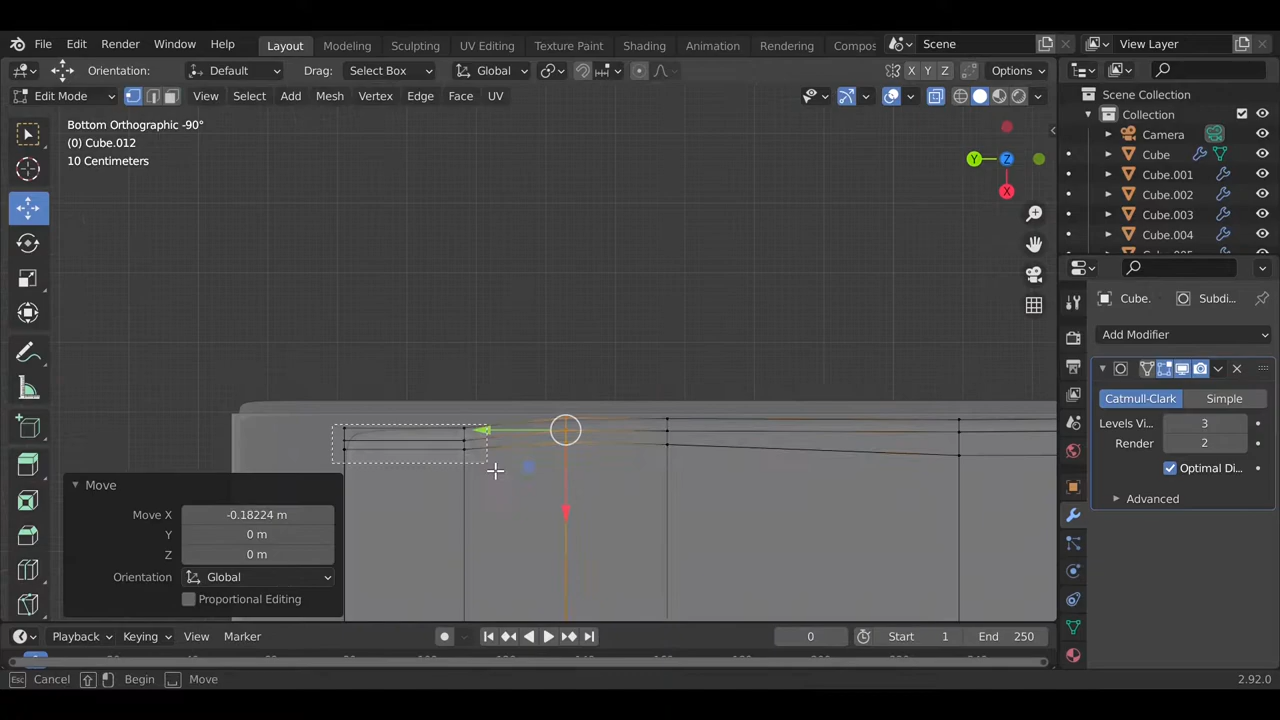 File Edit Render Window Help Layout Modeling Sculpting UV Editing Texture Paint Shading Animation Rendering Compos Scene View Layer
Orientation: Default Drag: Select Box Global X Y Z Options
Edit Mode View Select Add Mesh Vertex Edge Face UV
Bottom Orthographic -90°
(0) Cube.012
10 Centimeters
Y Z X
Scene Collection
Collection
Camera
Cube
Cube.001
Cube.002
Cube.003
Cube.004
Cube. Subdi...
Add Modifier
Catmull-Clark Simple
Levels Vi... 3
Render 2
Optimal Di...
Advanced
Move
Move X -0.18224 m
Y 0 m
Z 0 m
Orientation Global
Proportional Editing
Playback Keying View Marker 0 Start 1 End 250
Esc Cancel Begin Move 2.92.0